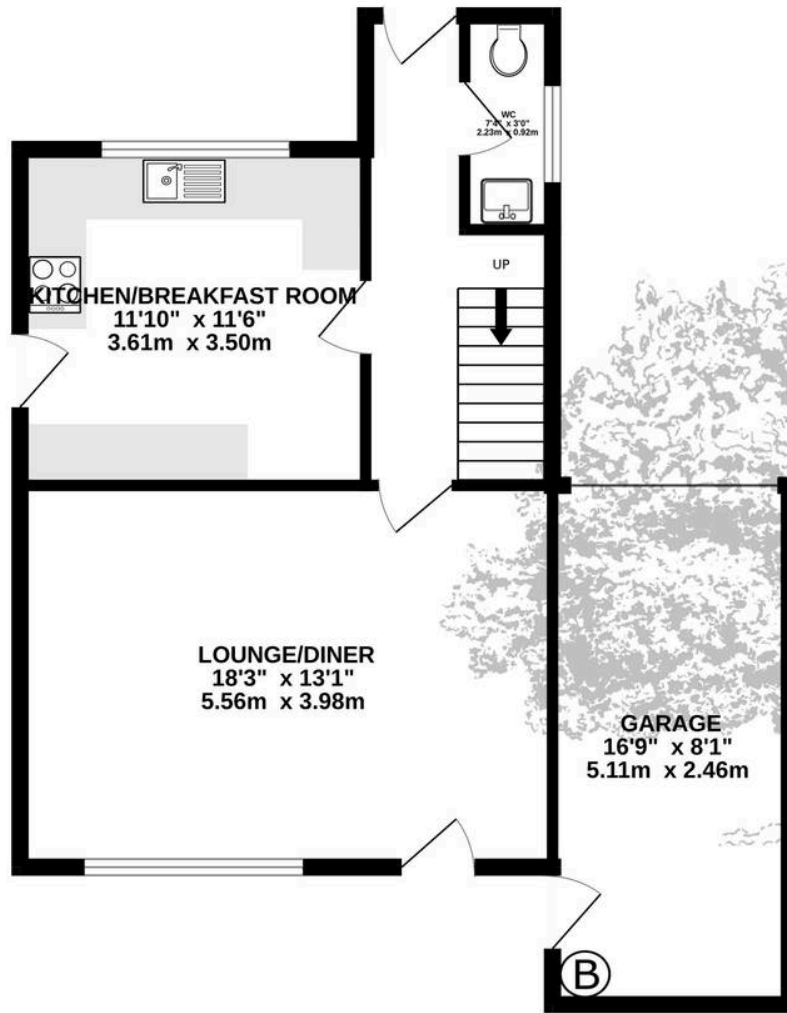 WC
7'4" x 3'0"
2.23m x 0.92m
UP
KITCHEN/BREAKFAST ROOM
11'10" x 11'6"
3.61m x 3.50m
LOUNGE/DINER
18'3" x 13'1"
5.56m x 3.98m
GARAGE
16'9" x 8'1"
5.11m x 2.46m
B